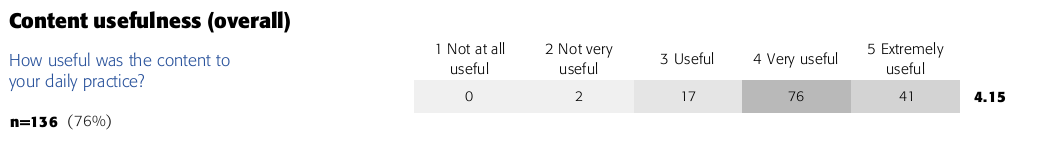 Content usefulness (overall)
How useful was the content to
your daily practice?
n=136 (76%)
1 Not at all
useful
2 Not very
useful
3 Useful
4 Very useful
5 Extremely
useful
0 2 17 76 41 4.15